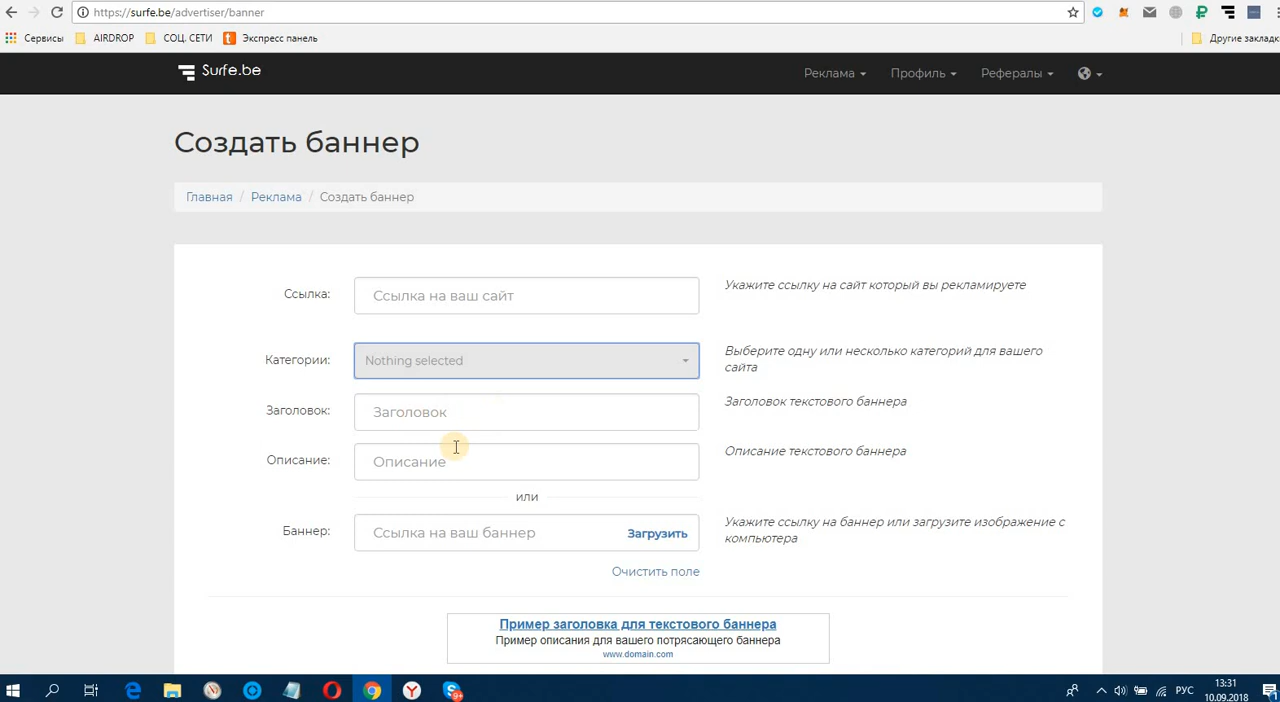 https://surfe.be/advertiser/banner
Сервисы AIRDROP СОЦ. СЕТИ Экспресс панель Другие закладк
Surfe.be Реклама Профиль Рефералы
Создать баннер
Главная / Реклама / Создать баннер
Ссылка: Ссылка на ваш сайт Укажите ссылку на сайт который вы рекламируете
Категории: Nothing selected Выберите одну или несколько категорий для вашего
сайта
Заголовок: Заголовок Заголовок текстового баннера
Описание: Описание Описание текстового баннера
или
Баннер: Ссылка на ваш баннер Загрузить Укажите ссылку на баннер или загрузите изображение с
компьютера
Очистить поле
Пример заголовка для текстового баннера
Пример описания для вашего потрясающего баннера
www.domain.com
9+ РУС 13:31
10.09.2018